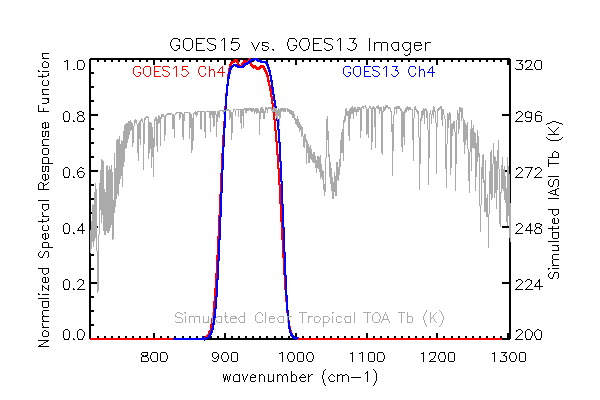 GOES15 vs. GOES13 Imager
GOES15 Ch4
GOES13 Ch4
Normalized Spectral Response Function
1.0
0.8
0.6
0.4
0.2
0.0
320
296
272
248
224
200
Simulated IASI Tb (K)
Simulated Clear Tropical TOA Tb (K)
800
900
1000
1100
1200
1300
wavenumber (cm-1)